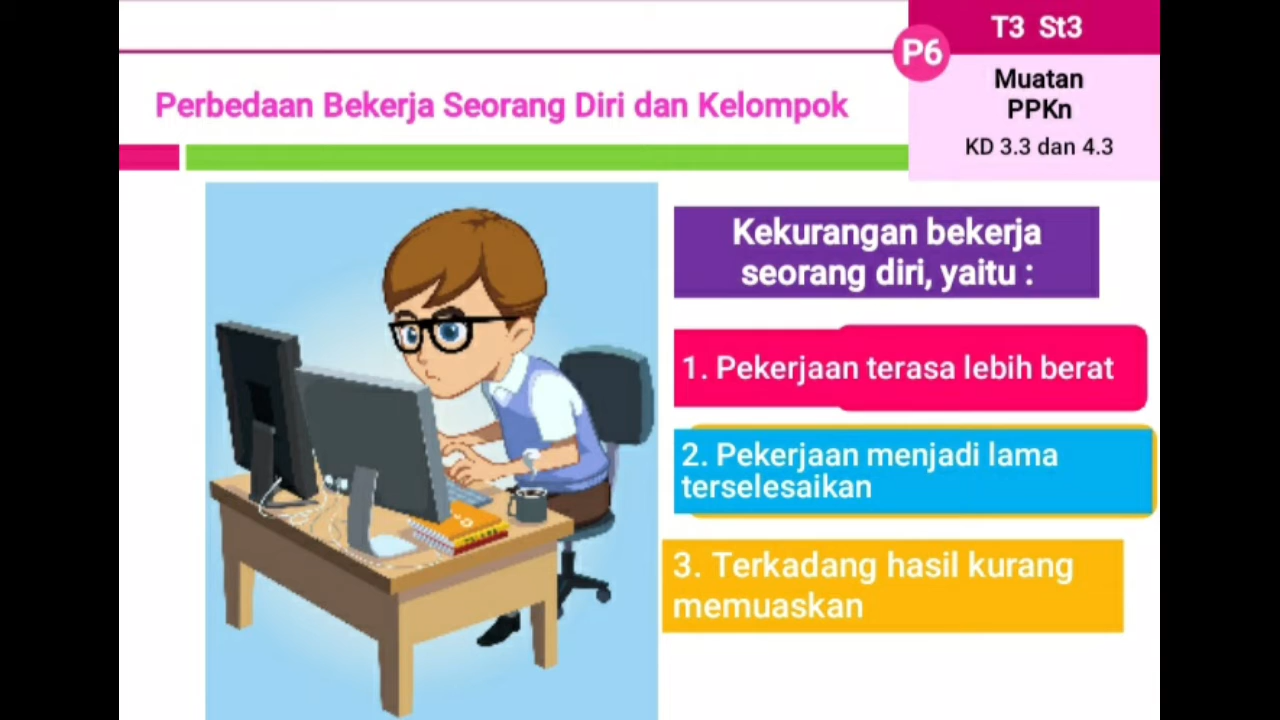 T3 St3
P6
Muatan
PPKn
KD 3.3 dan 4.3
Perbedaan Bekerja Seorang Diri dan Kelompok
Kekurangan bekerja
seorang diri, yaitu :
1. Pekerjaan terasa lebih berat
2. Pekerjaan menjadi lama
terselesaikan
3. Terkadang hasil kurang
memuaskan